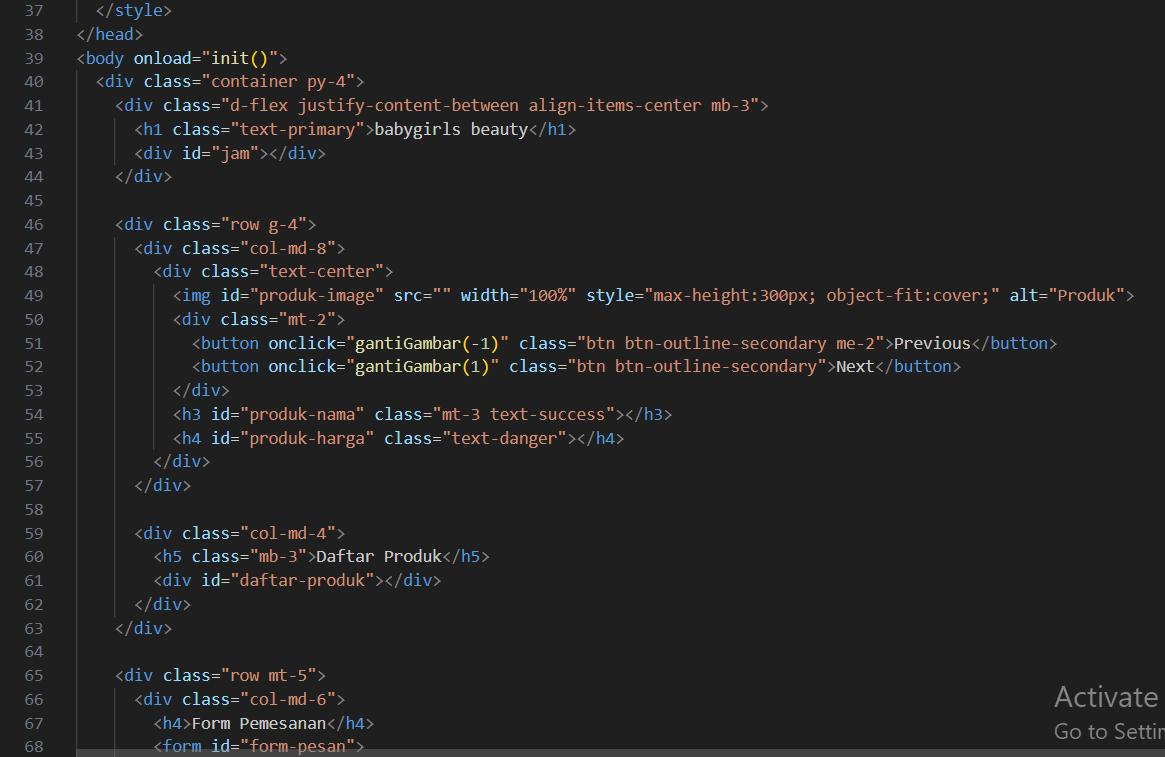 37 </style>
38 </head>
39 <body onload="init()">
40 <div class="container py-4">
41 <div class="d-flex justify-content-between align-items-center mb-3">
42 <h1 class="text-primary">babygirls beauty</h1>
43 <div id="jam"></div>
44 </div>
45
46 <div class="row g-4">
47 <div class="col-md-8">
48 <div class="text-center">
49 <img id="produk-image" src="" width="100%" style="max-height:300px; object-fit:cover;" alt="Produk">
50 <div class="mt-2">
51 <button onclick="gantiGambar(-1)" class="btn btn-outline-secondary me-2">Previous</button>
52 <button onclick="gantiGambar(1)" class="btn btn-outline-secondary">Next</button>
53 </div>
54 <h3 id="produk-nama" class="mt-3 text-success"></h3>
55 <h4 id="produk-harga" class="text-danger"></h4>
56 </div>
57 </div>
58
59 <div class="col-md-4">
60 <h5 class="mb-3">Daftar Produk</h5>
61 <div id="daftar-produk"></div>
62 </div>
63 </div>
64
65 <div class="row mt-5">
66 <div class="col-md-6">
67 <h4>Form Pemesanan</h4>
68 <form id="form-pesan">
Activate
Go to Settin